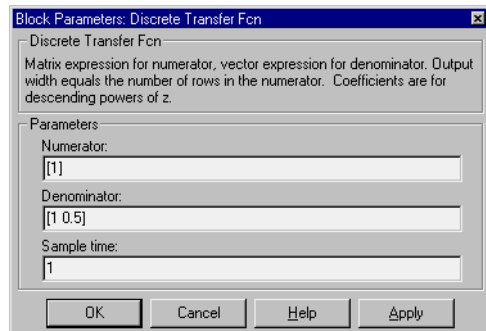 Block Parameters: Discrete Transfer Fcn
Discrete Transfer Fcn
Matrix expression for numerator, vector expression for denominator. Output
width equals the number of rows in the numerator.  Coefficients are for
descending powers of z.
Parameters
Numerator:
[1]
Denominator:
[1 0.5]
Sample time:
1
OK Cancel Help Apply